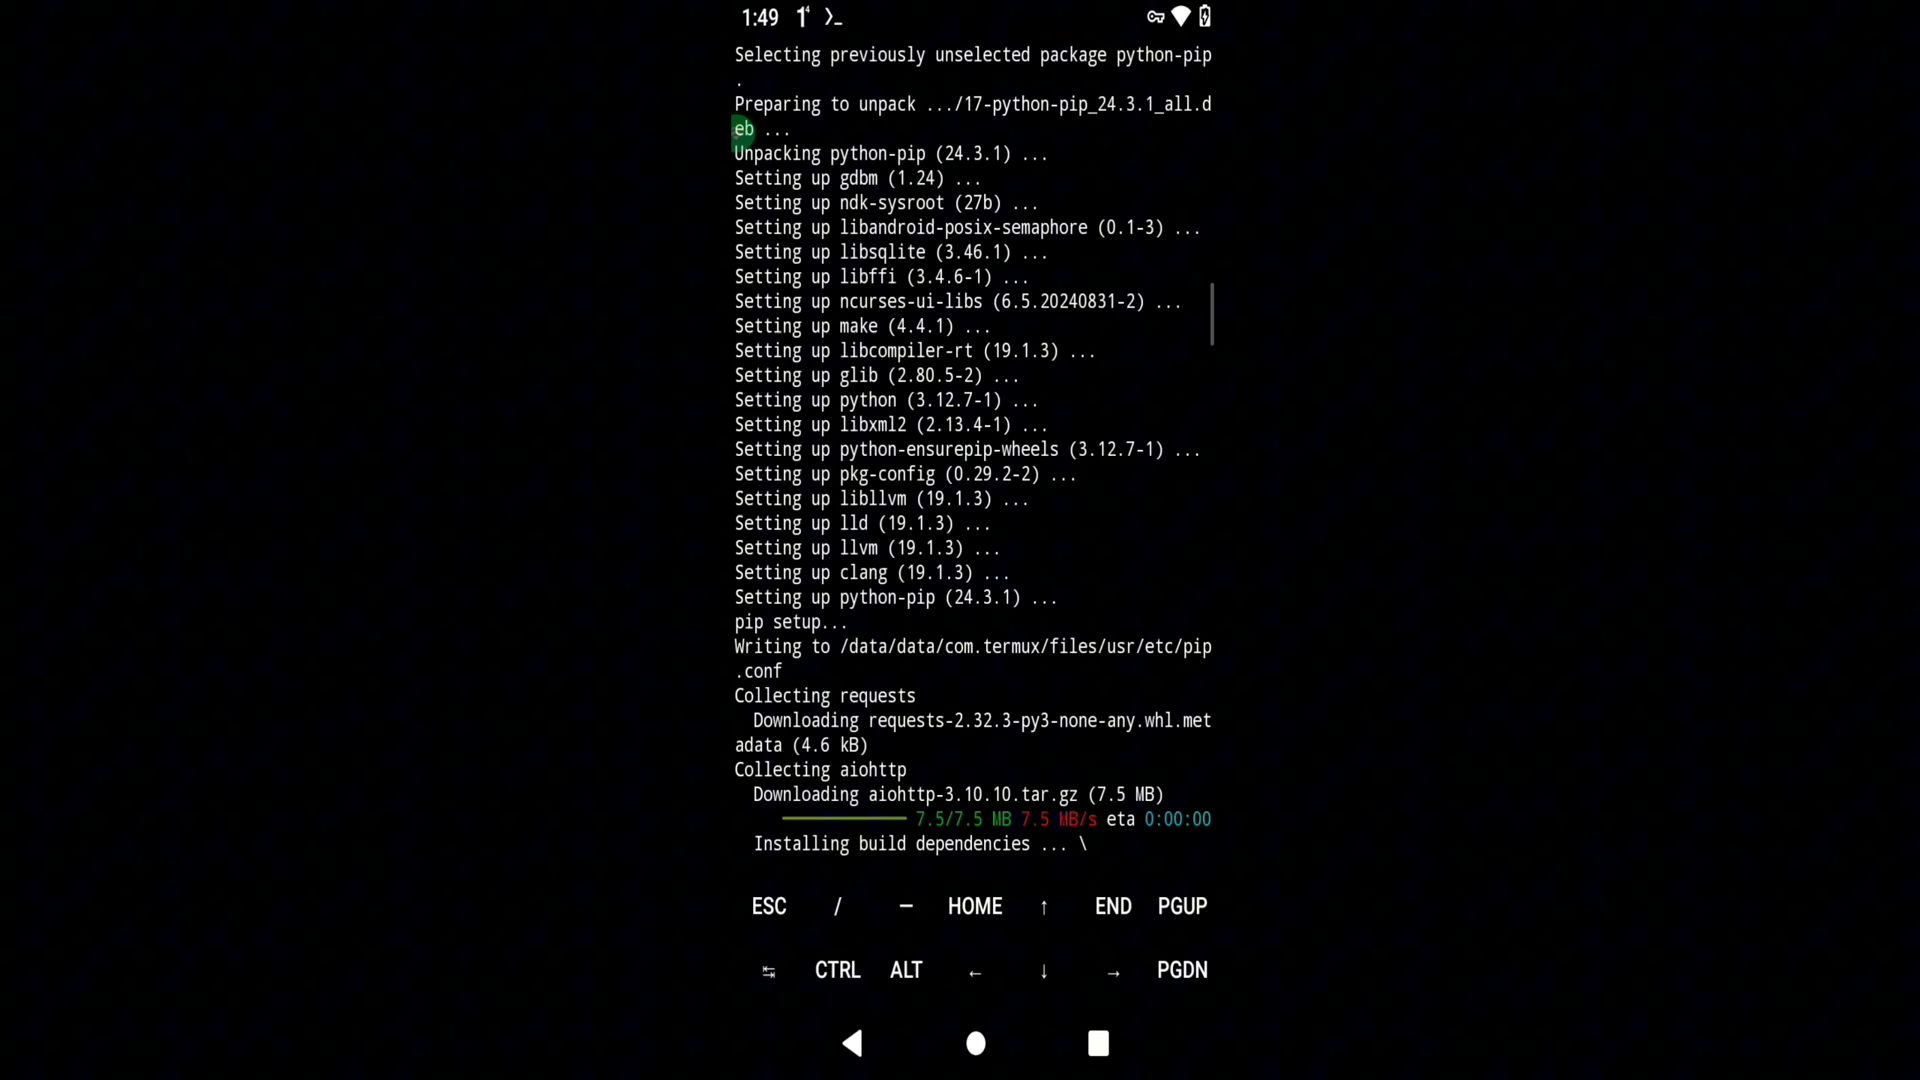 1:49
Selecting previously unselected package python-pip
.
Preparing to unpack .../17-python-pip_24.3.1_all.d
eb ...
Unpacking python-pip (24.3.1) ...
Setting up gdbm (1.24) ...
Setting up ndk-sysroot (27b) ...
Setting up libandroid-posix-semaphore (0.1-3) ...
Setting up libsqlite (3.46.1) ...
Setting up libffi (3.4.6-1) ...
Setting up ncurses-ui-libs (6.5.20240831-2) ...
Setting up make (4.4.1) ...
Setting up libcompiler-rt (19.1.3) ...
Setting up glib (2.80.5-2) ...
Setting up python (3.12.7-1) ...
Setting up libxml2 (2.13.4-1) ...
Setting up python-ensurepip-wheels (3.12.7-1) ...
Setting up pkg-config (0.29.2-2) ...
Setting up libllvm (19.1.3) ...
Setting up lld (19.1.3) ...
Setting up llvm (19.1.3) ...
Setting up clang (19.1.3) ...
Setting up python-pip (24.3.1) ...
pip setup...
Writing to /data/data/com.termux/files/usr/etc/pip
.conf
Collecting requests
  Downloading requests-2.32.3-py3-none-any.whl.met
adata (4.6 kB)
Collecting aiohttp
  Downloading aiohttp-3.10.10.tar.gz (7.5 MB)
7.5/7.5 MB 7.5 MB/s eta 0:00:00
  Installing build dependencies ... \
ESC / — HOME ↑ END PGUP
↹ CTRL ALT ← ↓ → PGDN